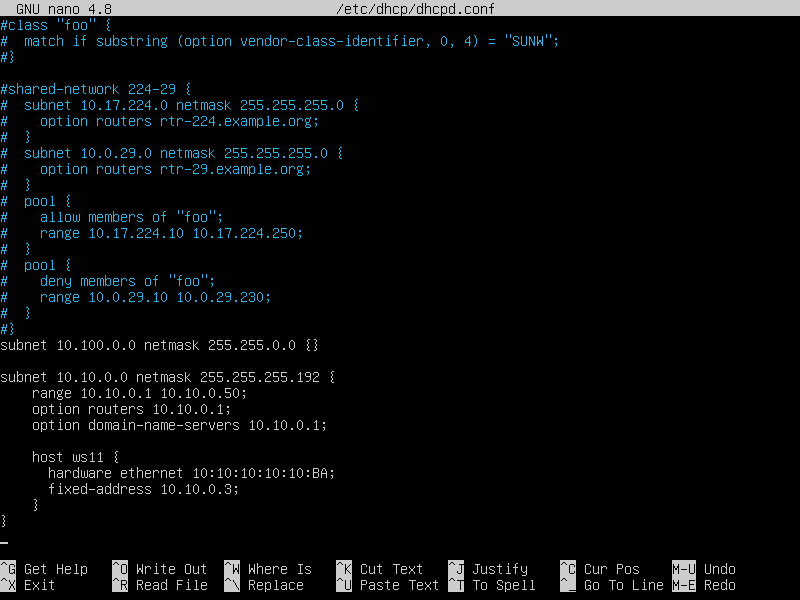 GNU nano 4.8 /etc/dhcp/dhcpd.conf
#class "foo" {
#  match if substring (option vendor-class-identifier, 0, 4) = "SUNW";
#}
#shared-network 224-29 {
#  subnet 10.17.224.0 netmask 255.255.255.0 {
#    option routers rtr-224.example.org;
#  }
#  subnet 10.0.29.0 netmask 255.255.255.0 {
#    option routers rtr-29.example.org;
#  }
#  pool {
#    allow members of "foo";
#    range 10.17.224.10 10.17.224.250;
#  }
#  pool {
#    deny members of "foo";
#    range 10.0.29.10 10.0.29.230;
#  }
#}
subnet 10.100.0.0 netmask 255.255.0.0 {}
subnet 10.10.0.0 netmask 255.255.255.192 {
    range 10.10.0.1 10.10.0.50;
    option routers 10.10.0.1;
    option domain-name-servers 10.10.0.1;
    host ws11 {
      hardware ethernet 10:10:10:10:10:BA;
      fixed-address 10.10.0.3;
    }
}
^G Get Help ^O Write Out ^W Where Is ^K Cut Text ^J Justify ^C Cur Pos M-U Undo
^X Exit ^R Read File ^\ Replace ^U Paste Text ^T To Spell ^_ Go To Line M-E Redo